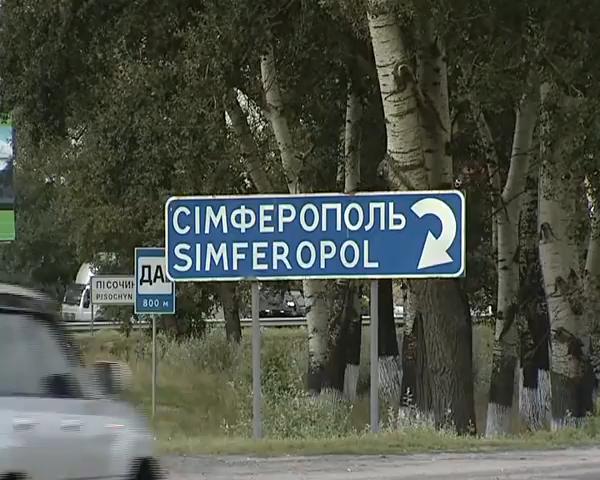 СІМФЕРОПОЛЬ
SIMFEROPOL
ДА
800 м
ПІСОЧИН
PISOCHYN